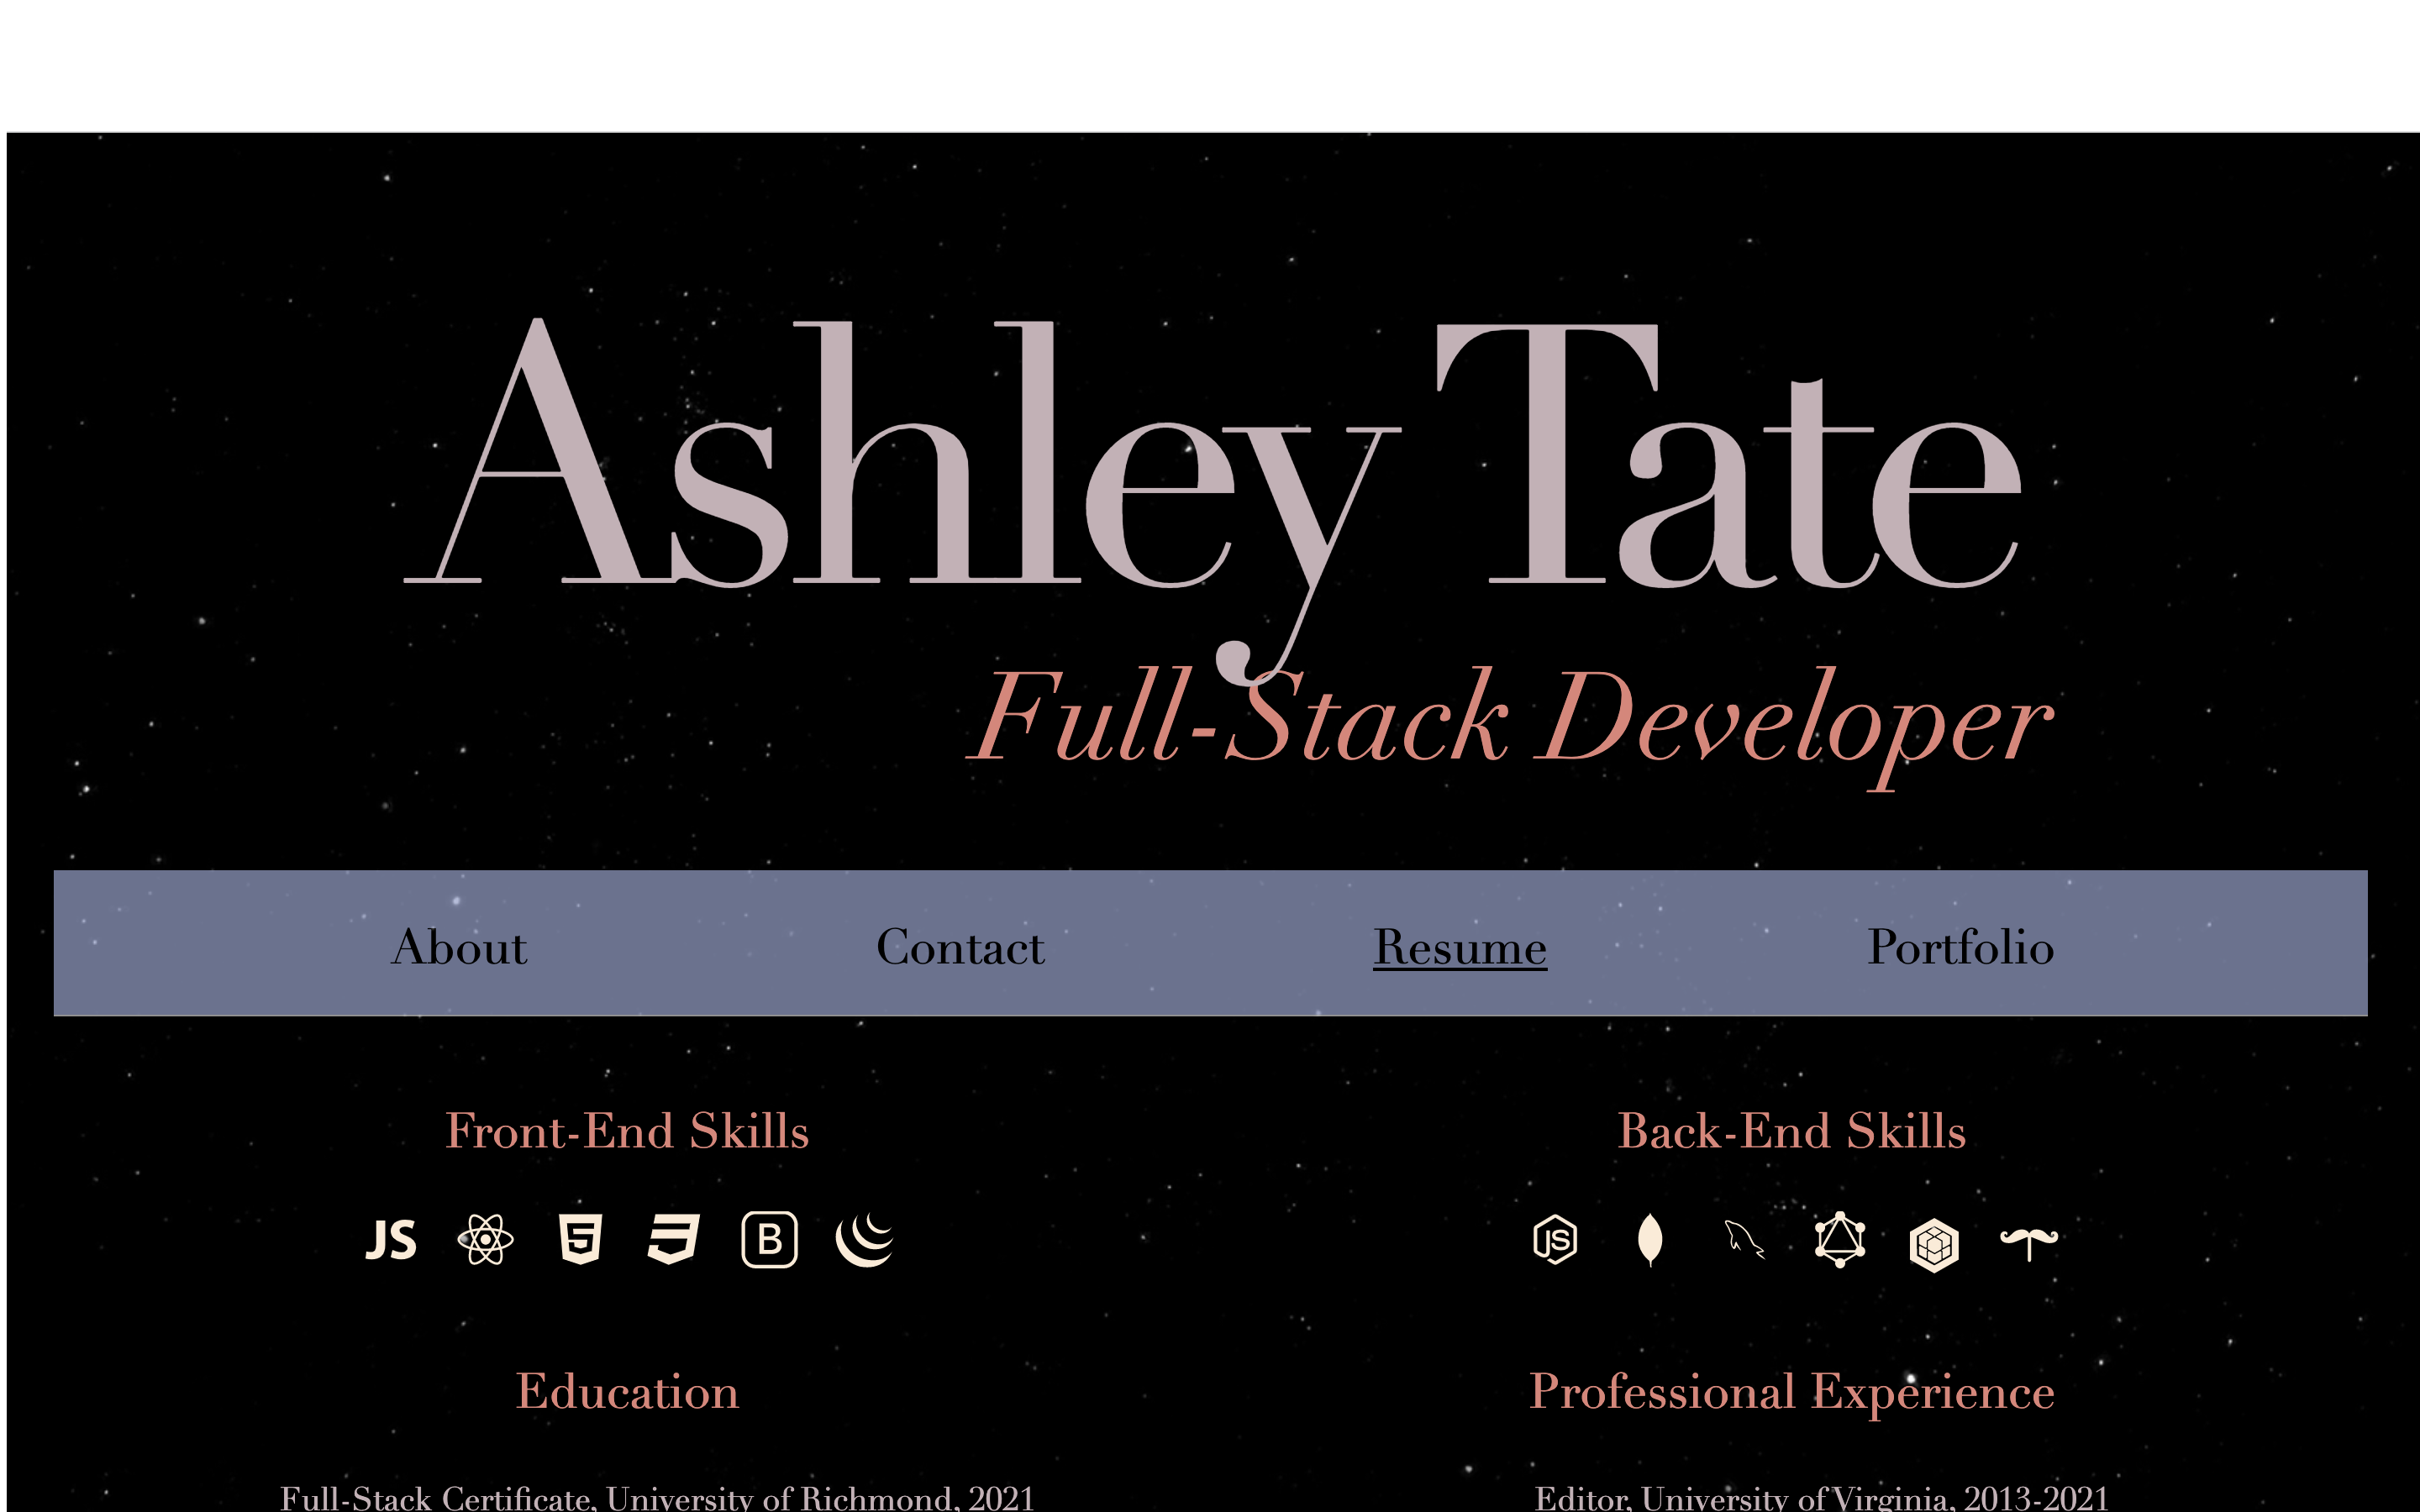 Ashley Tate
Full-Stack Developer
About Contact Resume Portfolio
Front-End Skills
Back-End Skills
JS
5
B
JS
Education
Professional Experience
Full-Stack Certificate, University of Richmond, 2021
Editor, University of Virginia, 2013-2021